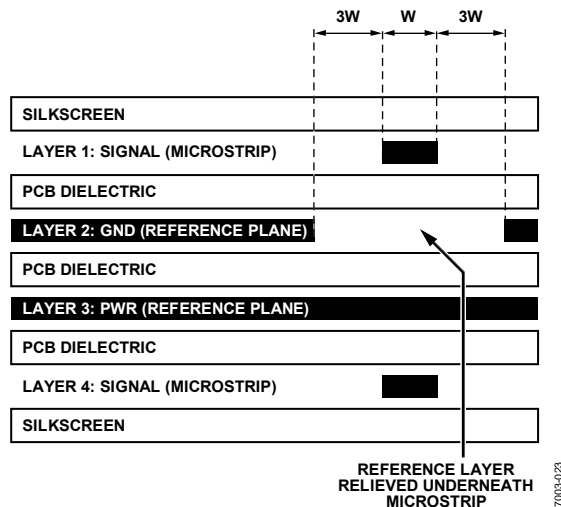 3W W 3W
SILKSCREEN
LAYER 1: SIGNAL (MICROSTRIP)
PCB DIELECTRIC
LAYER 2: GND (REFERENCE PLANE)
PCB DIELECTRIC
LAYER 3: PWR (REFERENCE PLANE)
PCB DIELECTRIC
LAYER 4: SIGNAL (MICROSTRIP)
SILKSCREEN
REFERENCE LAYER
RELIEVED UNDERNEATH
MICROSTRIP
7003-023